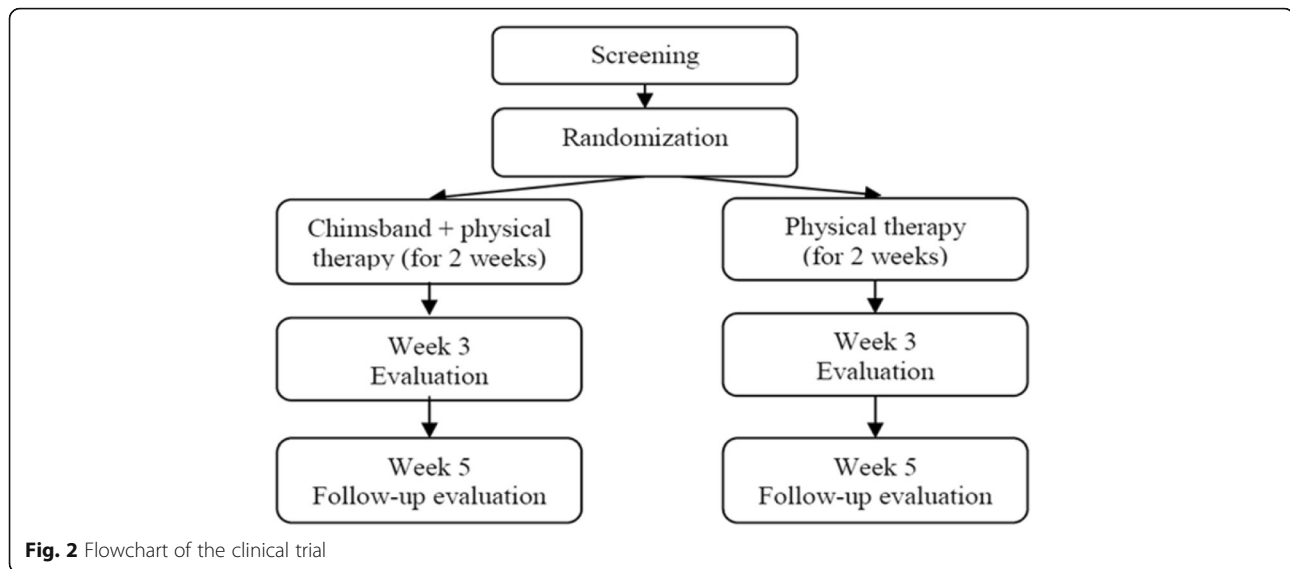 Screening
Randomization
Chimsband + physical
therapy (for 2 weeks)
Physical therapy
(for 2 weeks)
Week 3
Evaluation
Week 3
Evaluation
Week 5
Follow-up evaluation
Week 5
Follow-up evaluation
Fig. 2 Flowchart of the clinical trial